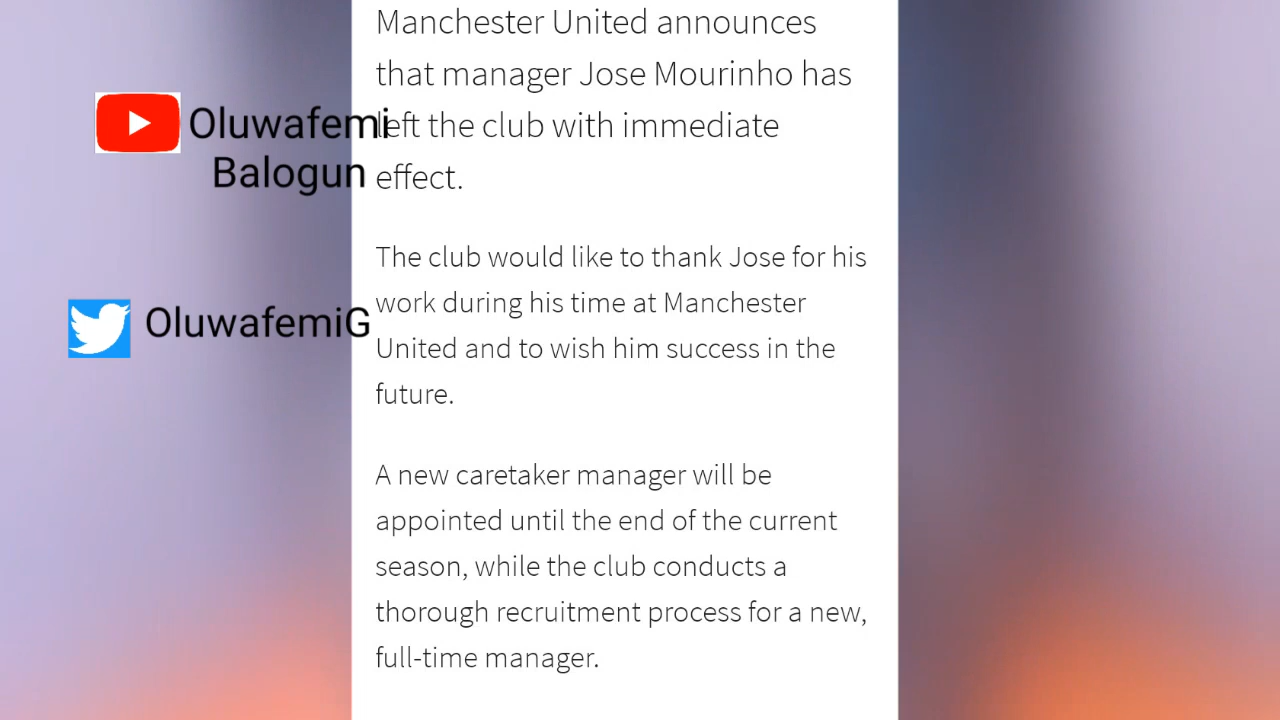 Manchester United announces
that manager Jose Mourinho has
left the club with immediate
effect.
The club would like to thank Jose for his
work during his time at Manchester
United and to wish him success in the
future.
A new caretaker manager will be
appointed until the end of the current
season, while the club conducts a
thorough recruitment process for a new,
full-time manager.
Oluwafemi
Balogun
OluwafemiG